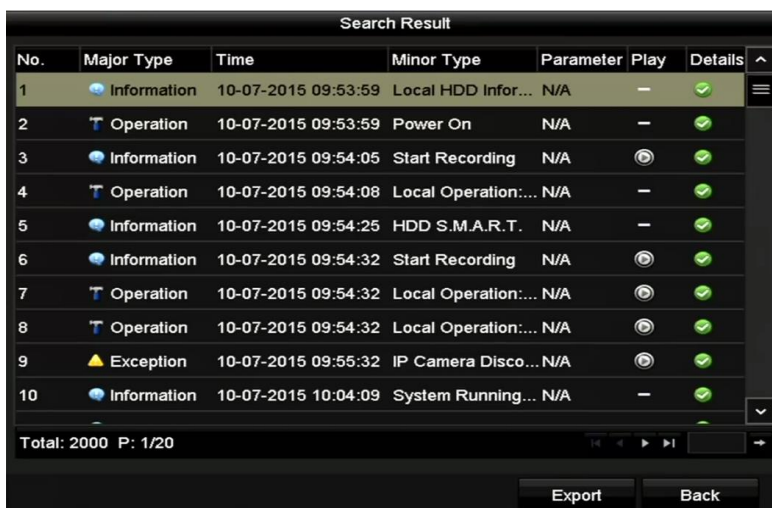 Search Result
No. Major Type Time Minor Type Parameter Play Details
1 Information 10-07-2015 09:53:59 Local HDD Infor... N/A –
2 Operation 10-07-2015 09:53:59 Power On N/A –
3 Information 10-07-2015 09:54:05 Start Recording N/A
4 Operation 10-07-2015 09:54:08 Local Operation:... N/A –
5 Information 10-07-2015 09:54:25 HDD S.M.A.R.T. N/A –
6 Information 10-07-2015 09:54:32 Start Recording N/A
7 Operation 10-07-2015 09:54:32 Local Operation:... N/A
8 Operation 10-07-2015 09:54:32 Local Operation:... N/A
9 Exception 10-07-2015 09:55:32 IP Camera Disco... N/A
10 Information 10-07-2015 10:04:09 System Running... N/A –
Total: 2000 P: 1/20
Export Back